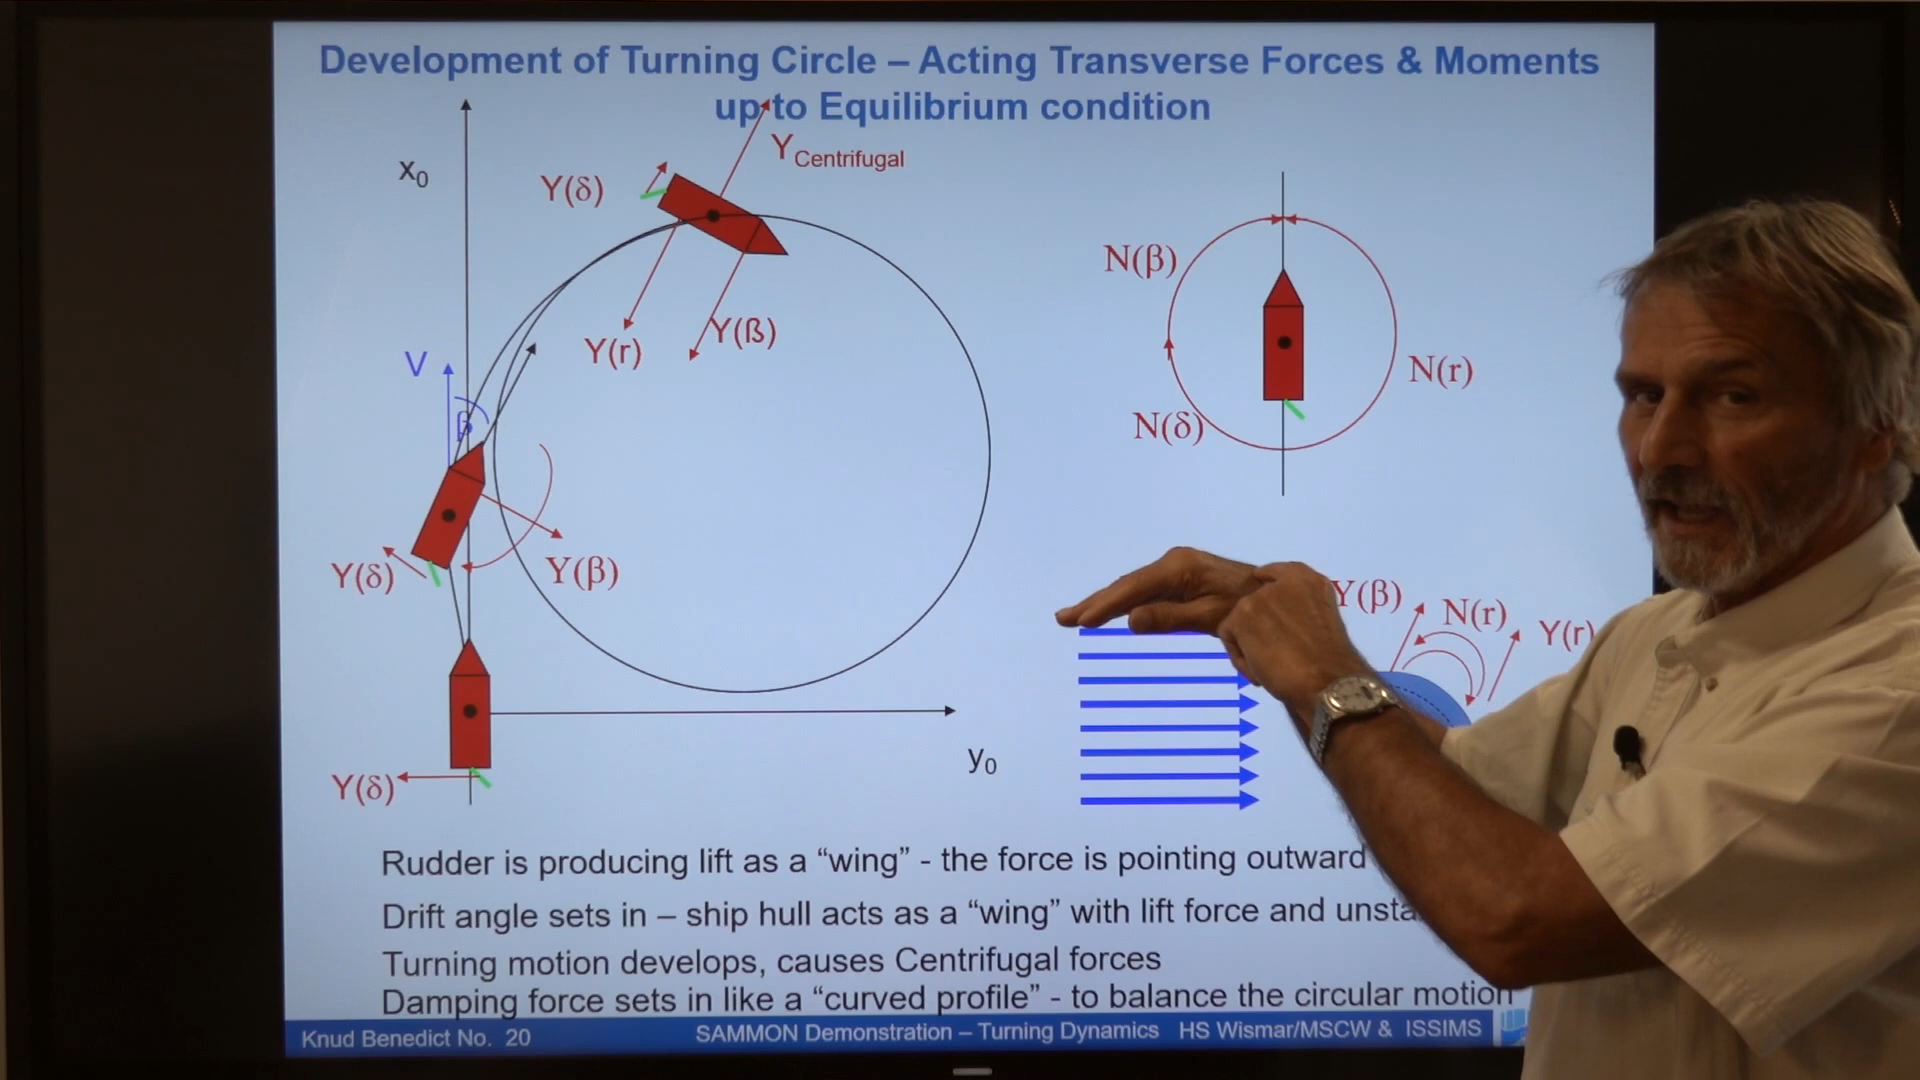 Development of Turning Circle – Acting Transverse Forces & Moments
up to Equilibrium condition
x0
Y(δ)
YCentrifugal
Y(r)
Y(ß)
V
β
Y(δ)
Y(β)
Y(δ)
y0
N(β)
N(r)
N(δ)
Y(β)
N(r)
Y(r)
Rudder is producing lift as a “wing” - the force is pointing outward
Drift angle sets in – ship hull acts as a “wing” with lift force and
Turning motion develops, causes Centrifugal forces
Damping force sets in like a “curved profile” - to balance the circular motion
Knud Benedict No. 20
SAMMON Demonstration – Turning Dynamics HS Wismar/MSCW & ISSIMS